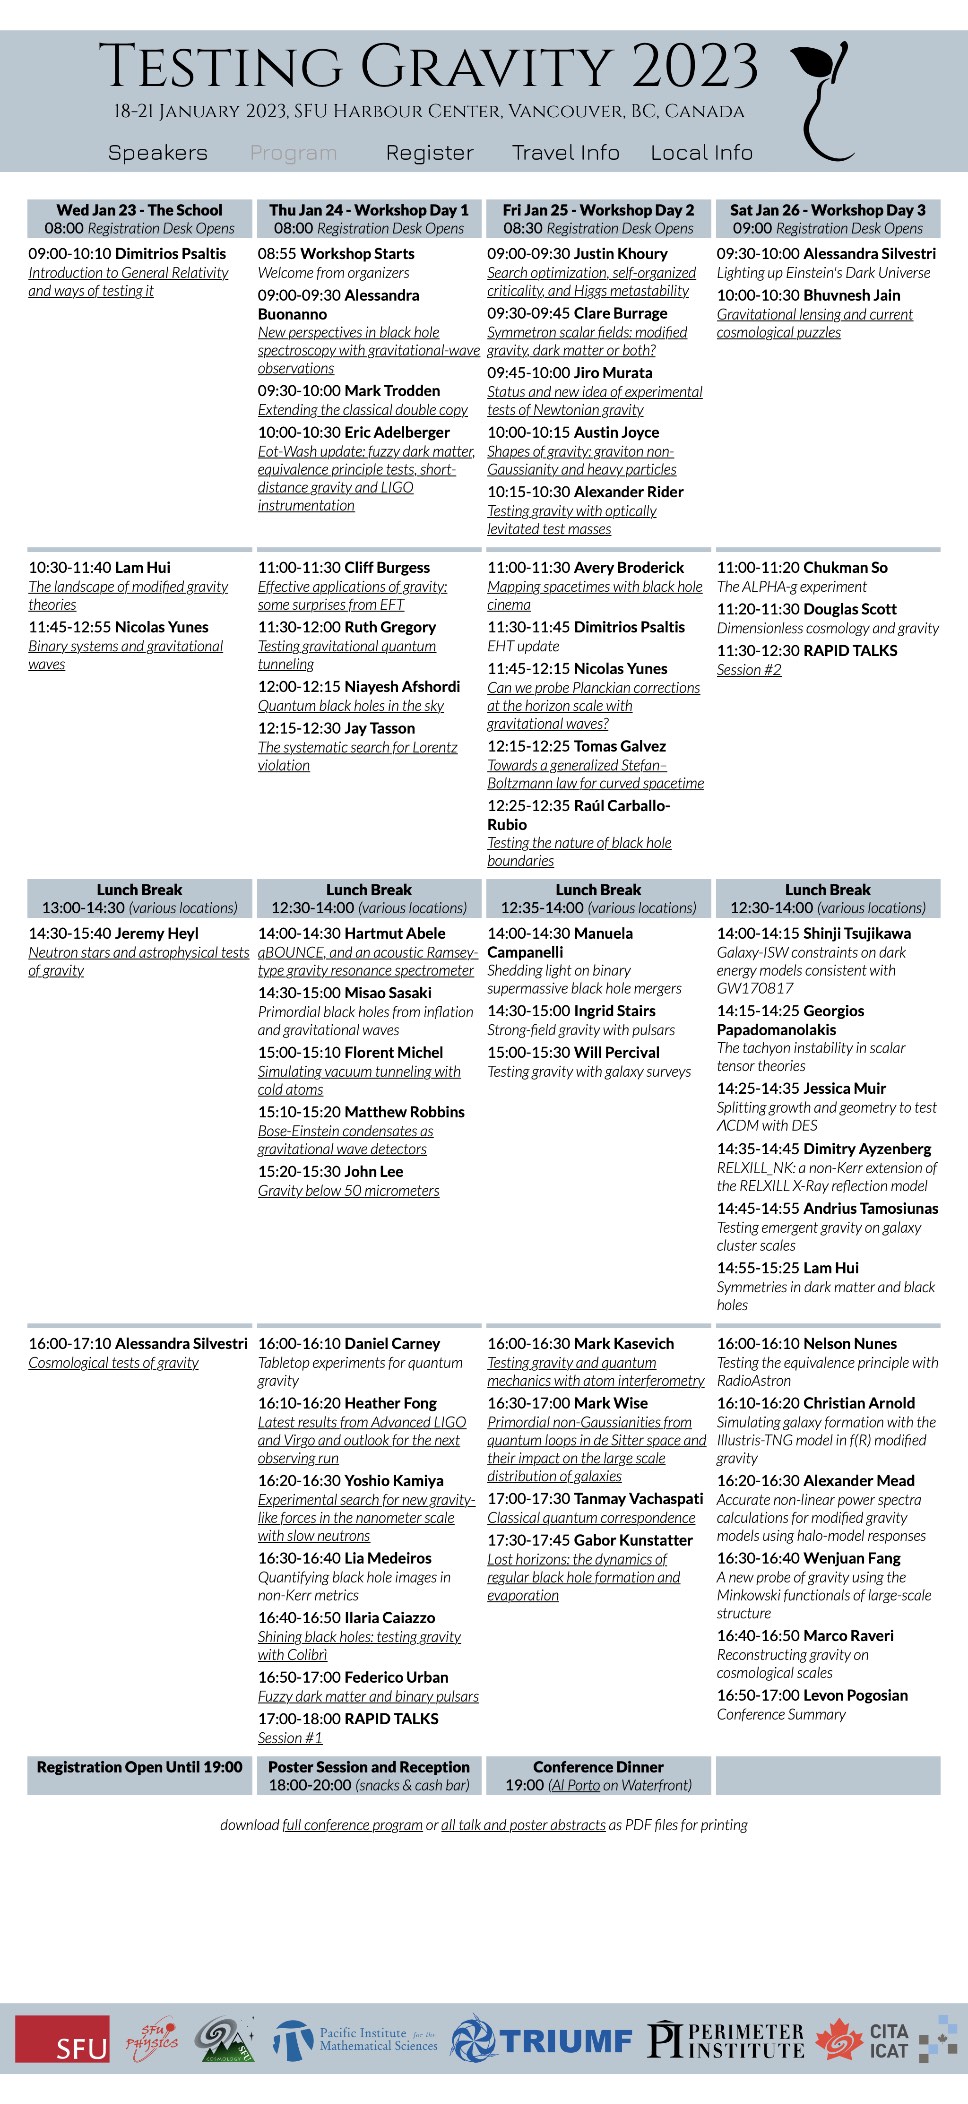 Testing Gravity 2023
18-21 January 2023, SFU Harbour Center, Vancouver, BC, Canada
Speakers Program Register Travel Info Local Info
Wed Jan 23 - The School
08:00 Registration Desk Opens
09:00-10:10 Dimitrios Psaltis
Introduction to General Relativity
and ways of testing it
Thu Jan 24 - Workshop Day 1
08:00 Registration Desk Opens
08:55 Workshop Starts
Welcome from organizers
09:00-09:30 Alessandra
Buonanno
New perspectives in black hole
spectroscopy with gravitational-wave
observations
09:30-10:00 Mark Trodden
Extending the classical double copy
10:00-10:30 Eric Adelberger
Eot-Wash update: fuzzy dark matter,
equivalence principle tests, short-
distance gravity and LIGO
instrumentation
Fri Jan 25 - Workshop Day 2
08:30 Registration Desk Opens
09:00-09:30 Justin Khoury
Search optimization, self-organized
criticality, and Higgs metastability
09:30-09:45 Clare Burrage
Symmetron scalar fields: modified
gravity, dark matter or both?
09:45-10:00 Jiro Murata
Status and new idea of experimental
tests of Newtonian gravity
10:00-10:15 Austin Joyce
Shapes of gravity: graviton non-
Gaussianity and heavy particles
10:15-10:30 Alexander Rider
Testing gravity with optically
levitated test masses
Sat Jan 26 - Workshop Day 3
09:00 Registration Desk Opens
09:30-10:00 Alessandra Silvestri
Lighting up Einstein's Dark Universe
10:00-10:30 Bhuvnesh Jain
Gravitational lensing and current
cosmological puzzles
10:30-11:40 Lam Hui
The landscape of modified gravity
theories
11:45-12:55 Nicolas Yunes
Binary systems and gravitational
waves
11:00-11:30 Cliff Burgess
Effective applications of gravity:
some surprises from EFT
11:30-12:00 Ruth Gregory
Testing gravitational quantum
tunneling
12:00-12:15 Niayesh Afshordi
Quantum black holes in the sky
12:15-12:30 Jay Tasson
The systematic search for Lorentz
violation
11:00-11:30 Avery Broderick
Mapping spacetimes with black hole
cinema
11:30-11:45 Dimitrios Psaltis
EHT update
11:45-12:15 Nicolas Yunes
Can we probe Planckian corrections
at the horizon scale with
gravitational waves?
12:15-12:25 Tomas Galvez
Towards a generalized Stefan–
Boltzmann law for curved spacetime
12:25-12:35 Raúl Carballo-
Rubio
Testing the nature of black hole
boundaries
11:00-11:20 Chukman So
The ALPHA-g experiment
11:20-11:30 Douglas Scott
Dimensionless cosmology and gravity
11:30-12:30 RAPID TALKS
Session #2
Lunch Break
13:00-14:30 (various locations)
14:30-15:40 Jeremy Heyl
Neutron stars and astrophysical tests
of gravity
Lunch Break
12:30-14:00 (various locations)
14:00-14:30 Hartmut Abele
qBOUNCE, and an acoustic Ramsey-
type gravity resonance spectrometer
14:30-15:00 Misao Sasaki
Primordial black holes from inflation
and gravitational waves
15:00-15:10 Florent Michel
Simulating vacuum tunneling with
cold atoms
15:10-15:20 Matthew Robbins
Bose-Einstein condensates as
gravitational wave detectors
15:20-15:30 John Lee
Gravity below 50 micrometers
Lunch Break
12:35-14:00 (various locations)
14:00-14:30 Manuela
Campanelli
Shedding light on binary
supermassive black hole mergers
14:30-15:00 Ingrid Stairs
Strong-field gravity with pulsars
15:00-15:30 Will Percival
Testing gravity with galaxy surveys
Lunch Break
12:30-14:00 (various locations)
14:00-14:15 Shinji Tsujikawa
Galaxy-ISW constraints on dark
energy models consistent with
GW170817
14:15-14:25 Georgios
Papadomanolakis
The tachyon instability in scalar
tensor theories
14:25-14:35 Jessica Muir
Splitting growth and geometry to test
ΛCDM with DES
14:35-14:45 Dimitry Ayzenberg
RELXILL_NK: a non-Kerr extension of
the RELXILL X-Ray reflection model
14:45-14:55 Andrius Tamosiunas
Testing emergent gravity on galaxy
cluster scales
14:55-15:25 Lam Hui
Symmetries in dark matter and black
holes
16:00-17:10 Alessandra Silvestri
Cosmological tests of gravity
16:00-16:10 Daniel Carney
Tabletop experiments for quantum
gravity
16:10-16:20 Heather Fong
Latest results from Advanced LIGO
and Virgo and outlook for the next
observing run
16:20-16:30 Yoshio Kamiya
Experimental search for new gravity-
like forces in the nanometer scale
with slow neutrons
16:30-16:40 Lia Medeiros
Quantifying black hole images in
non-Kerr metrics
16:40-16:50 Ilaria Caiazzo
Shining black holes: testing gravity
with Colibrì
16:50-17:00 Federico Urban
Fuzzy dark matter and binary pulsars
17:00-18:00 RAPID TALKS
Session #1
16:00-16:30 Mark Kasevich
Testing gravity and quantum
mechanics with atom interferometry
16:30-17:00 Mark Wise
Primordial non-Gaussianities from
quantum loops in de Sitter space and
their impact on the large scale
distribution of galaxies
17:00-17:30 Tanmay Vachaspati
Classical quantum correspondence
17:30-17:45 Gabor Kunstatter
Lost horizons: the dynamics of
regular black hole formation and
evaporation
16:00-16:10 Nelson Nunes
Testing the equivalence principle with
RadioAstron
16:10-16:20 Christian Arnold
Simulating galaxy formation with the
Illustris-TNG model in f(R) modified
gravity
16:20-16:30 Alexander Mead
Accurate non-linear power spectra
calculations for modified gravity
models using halo-model responses
16:30-16:40 Wenjuan Fang
A new probe of gravity using the
Minkowski functionals of large-scale
structure
16:40-16:50 Marco Raveri
Reconstructing gravity on
cosmological scales
16:50-17:00 Levon Pogosian
Conference Summary
Registration Open Until 19:00
Poster Session and Reception
18:00-20:00 (snacks & cash bar)
Conference Dinner
19:00 (Al Porto on Waterfront)
download full conference program or all talk and poster abstracts as PDF files for printing
SFU
SFU
PHYSICS
COSMOLOGY SFU
Pacific Institute for the
Mathematical Sciences
TRIUMF
PI PERIMETER
INSTITUTE
CITA
ICAT